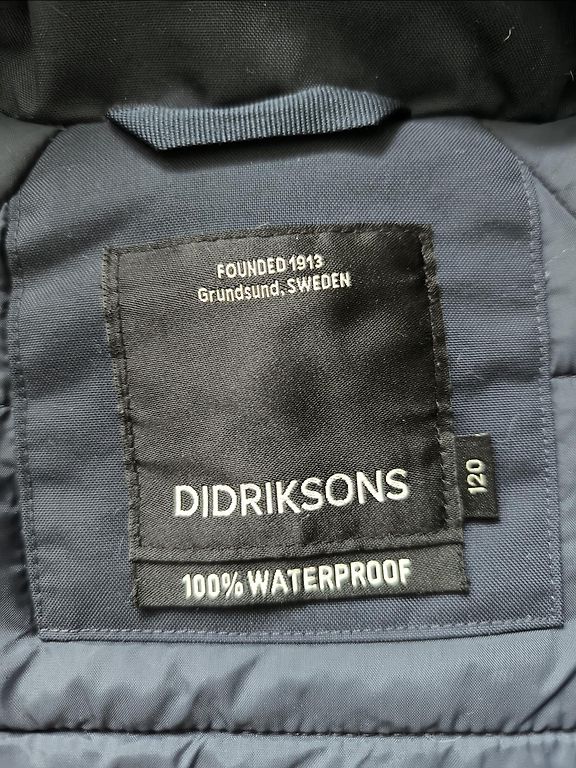 FOUNDED 1913
Grundsund, SWEDEN
DIDRIKSONS
120
100% WATERPROOF